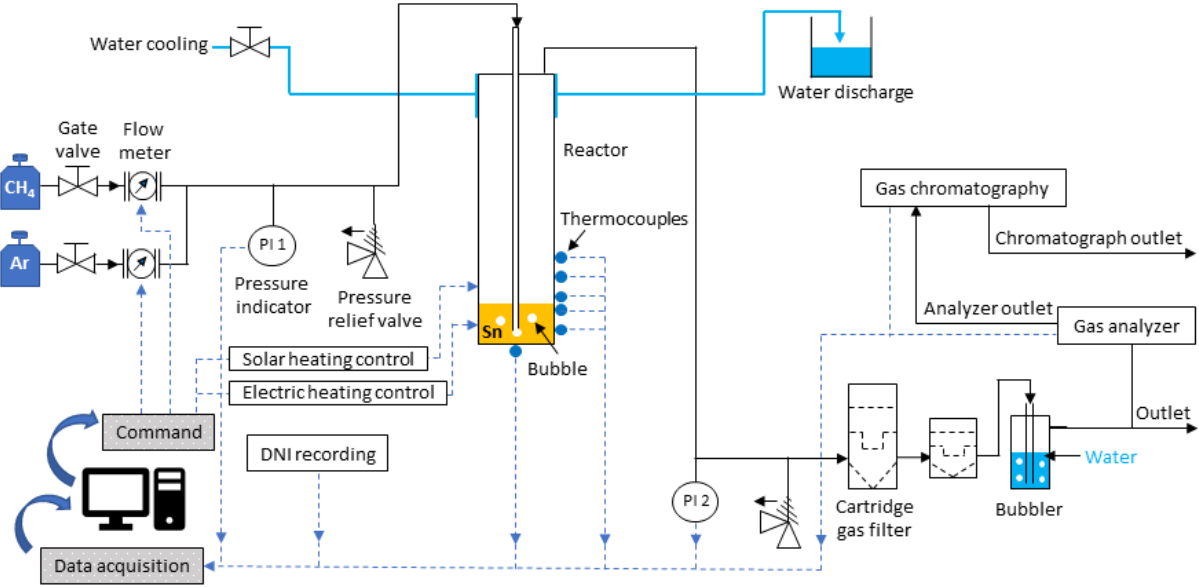 Water cooling
Water discharge
Gate
valve
Flow
meter
Reactor
CH4
Gas chromatography
Thermocouples
Chromatograph outlet
Ar
PI 1
Pressure
indicator
Pressure
relief valve
Analyzer outlet
Gas analyzer
Sn
Bubble
Solar heating control
Electric heating control
Outlet
Command
DNI recording
Water
PI 2
Cartridge
gas filter
Bubbler
Data acquisition